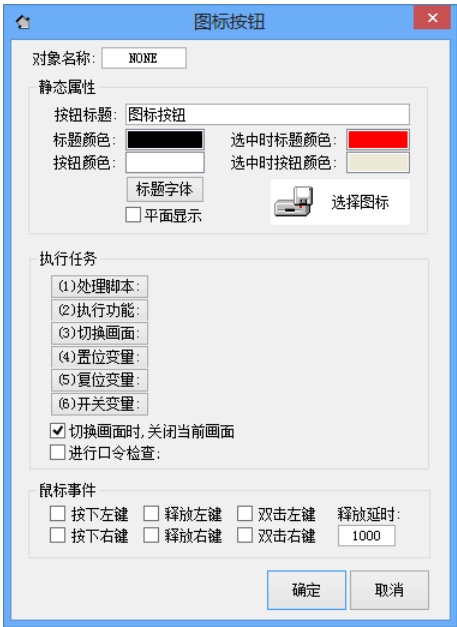 图标按钮
对象名称: NONE
静态属性
按钮标题: 图标按钮
标题颜色: 选中时标题颜色:
按钮颜色: 选中时按钮颜色:
标题字体
选择图标
平面显示
执行任务
(1)处理脚本:
(2)执行功能:
(3)切换画面:
(4)置位变量:
(5)复位变量:
(6)开关变量:
切换画面时,关闭当前画面
进行口令检查:
鼠标事件
按下左键 释放左键 双击左键 释放延时:
按下右键 释放右键 双击右键 1000
确定 取消